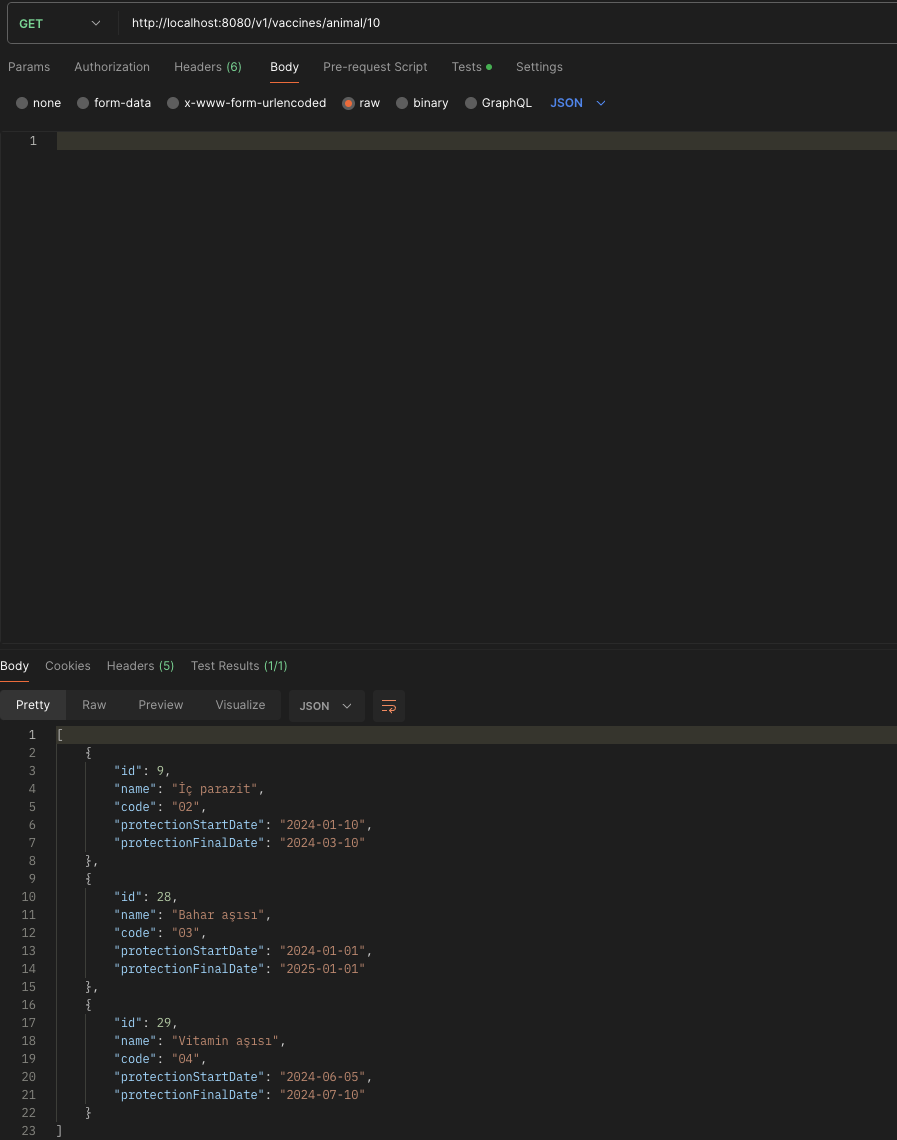 GET http://localhost:8080/v1/vaccines/animal/10
Params Authorization Headers (6) Body Pre-request Script Tests Settings
none form-data x-www-form-urlencoded raw binary GraphQL JSON
1
Body Cookies Headers (5) Test Results (1/1)
Pretty Raw Preview Visualize JSON
1 [
2 {
3 "id": 9,
4 "name": "İç parazit",
5 "code": "02",
6 "protectionStartDate": "2024-01-10",
7 "protectionFinalDate": "2024-03-10"
8 },
9 {
10 "id": 28,
11 "name": "Bahar aşısı",
12 "code": "03",
13 "protectionStartDate": "2024-01-01",
14 "protectionFinalDate": "2025-01-01"
15 },
16 {
17 "id": 29,
18 "name": "Vitamin aşısı",
19 "code": "04",
20 "protectionStartDate": "2024-06-05",
21 "protectionFinalDate": "2024-07-10"
22 }
23 ]